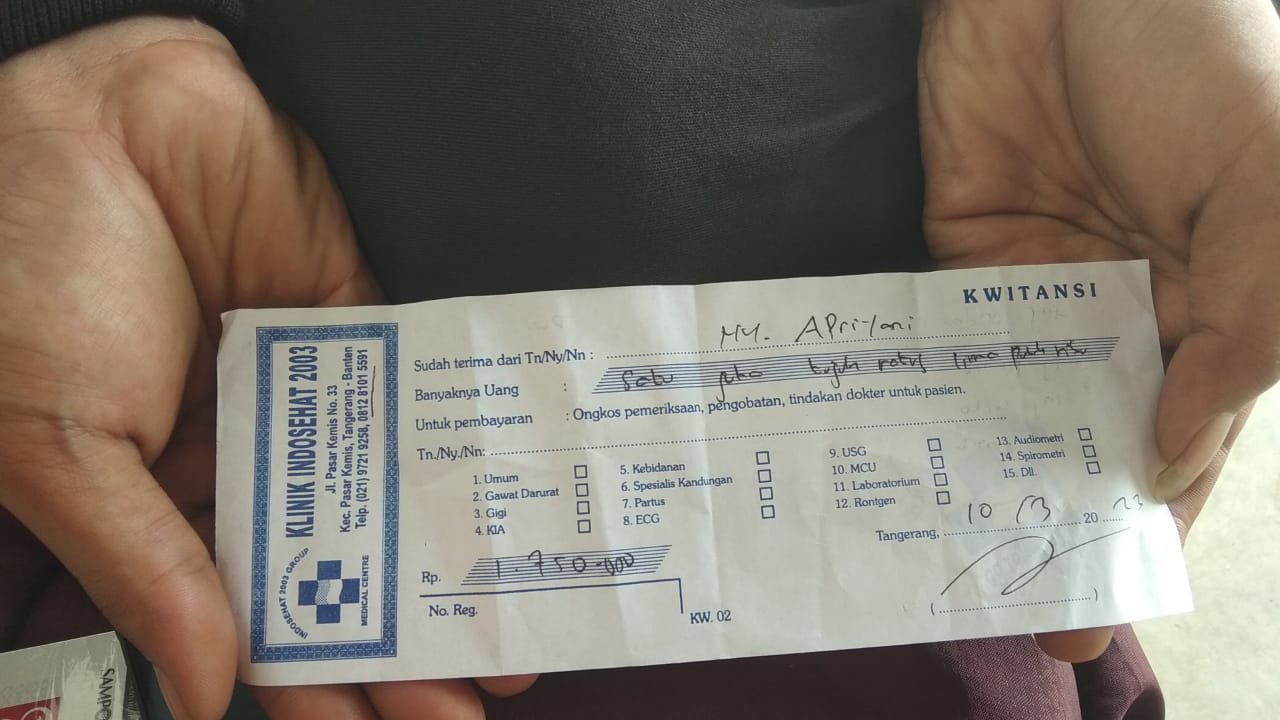 KWITANSI
KLINIK INDOSEHAT 2003
Jl. Pasar Kemis No. 33
Kec. Pasar Kemis, Tangerang - Banten
Telp. (021) 9721 9258, 0812 8101 5591
INDOSEHAT 2003 GROUP
MEDICAL CENTRE
Sudah terima dari Tn/Ny/Nn : NY. APriyani
Banyaknya Uang : Satu juta tujuh ratus lima puluh
Untuk pembayaran : Ongkos pemeriksaan, pengobatan, tindakan dokter untuk pasien.
Tn./Ny./Nn:
1. Umum
2. Gawat Darurat
3. Gigi
4. KIA
5. Kebidanan
6. Spesialis Kandungan
7. Partus
8. ECG
9. USG
10. MCU
11. Laboratorium
12. Rontgen
13. Audiometri
14. Spirometri
15. Dll.
Tangerang, 10 / 3 20 23
Rp. 1.750.000
No. Reg.
KW. 02
SAMPO